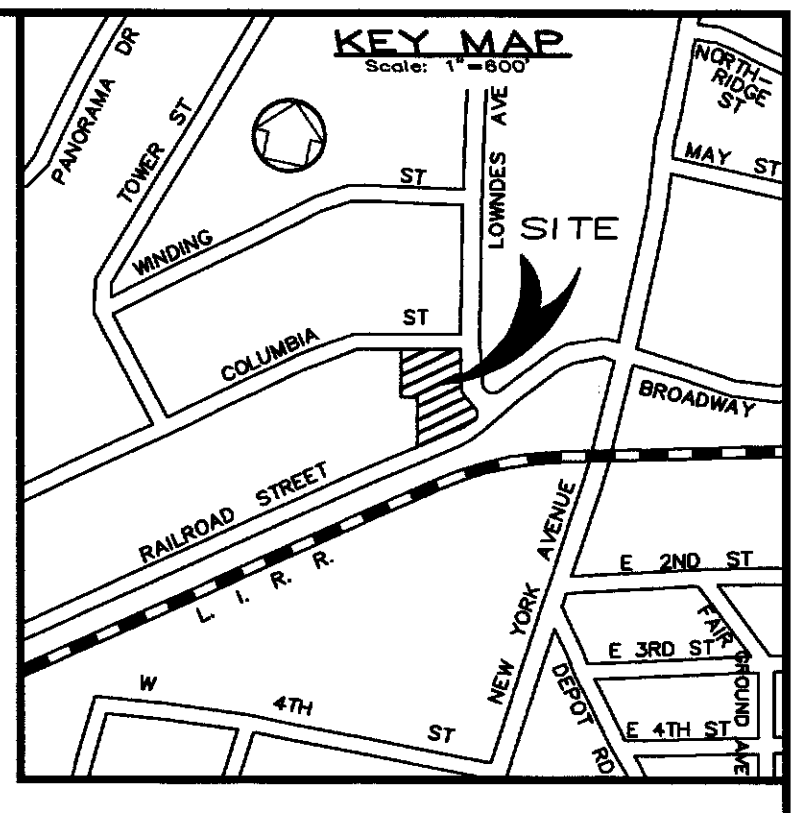 KEY MAP
Scale: 1"=600'
PANORAMA DR
TOWER ST
LOWNDES AVE
NORTH-
RIDGE
ST
MAY ST
WINDING ST
SITE
COLUMBIA ST
BROADWAY
RAILROAD STREET
L. I. R. R.
NEW YORK AVENUE
E 2ND ST
FAIR GROUND AVE
E 3RD ST
DEPOT RD
E 4TH ST
W 4TH ST